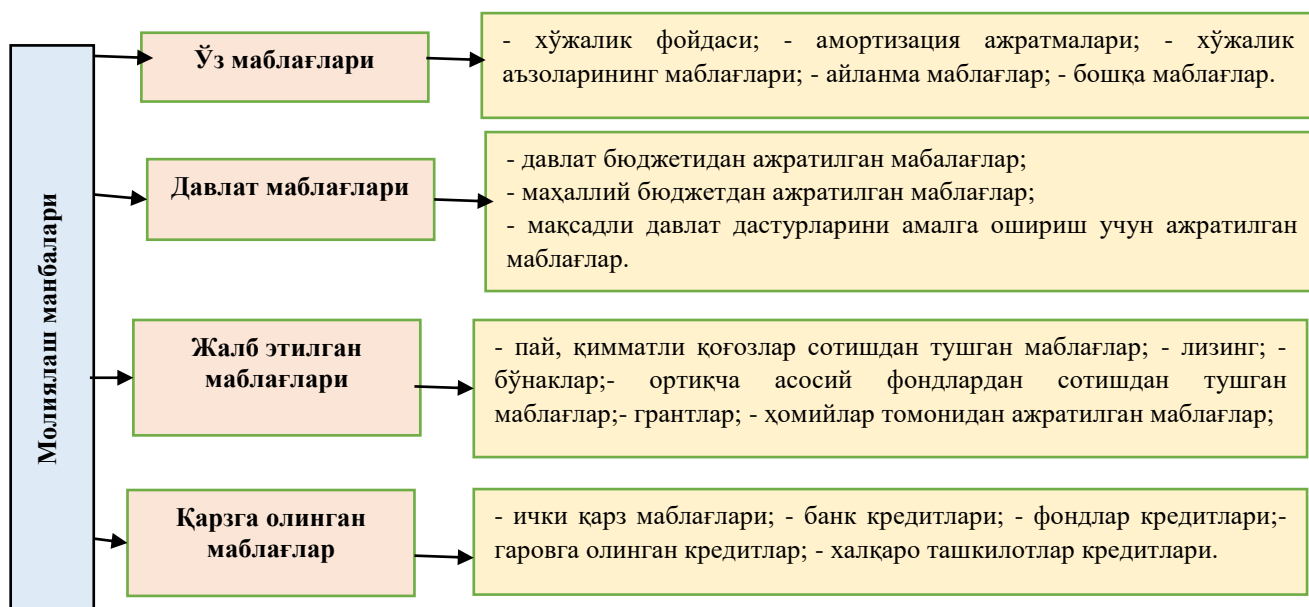 Молиялаш манбалари
Ўз маблағлари
- хўжалик фойдаси; - амортизация ажратмалари; - хўжалик
аъзоларининг маблағлари; - айланма маблағлар; - бошқа маблағлар.
Давлат маблағлари
- давлат бюджетидан ажратилган мабалағлар;
- маҳаллий бюджетдан ажратилган маблағлар;
- мақсадли давлат дастурларини амалга ошириш учун ажратилган
маблағлар.
Жалб этилган
маблағлари
- пай, қимматли қоғозлар сотишдан тушган маблағлар; - лизинг; -
бўнаклар;- ортиқча асосий фондлардан сотишдан тушган
маблағлар;- грантлар; - ҳомийлар томонидан ажратилган маблағлар;
Қарзга олинган
маблағлар
- ички қарз маблағлари; - банк кредитлари; - фондлар кредитлари;-
гаровга олинган кредитлар; - халқаро ташкилотлар кредитлари.